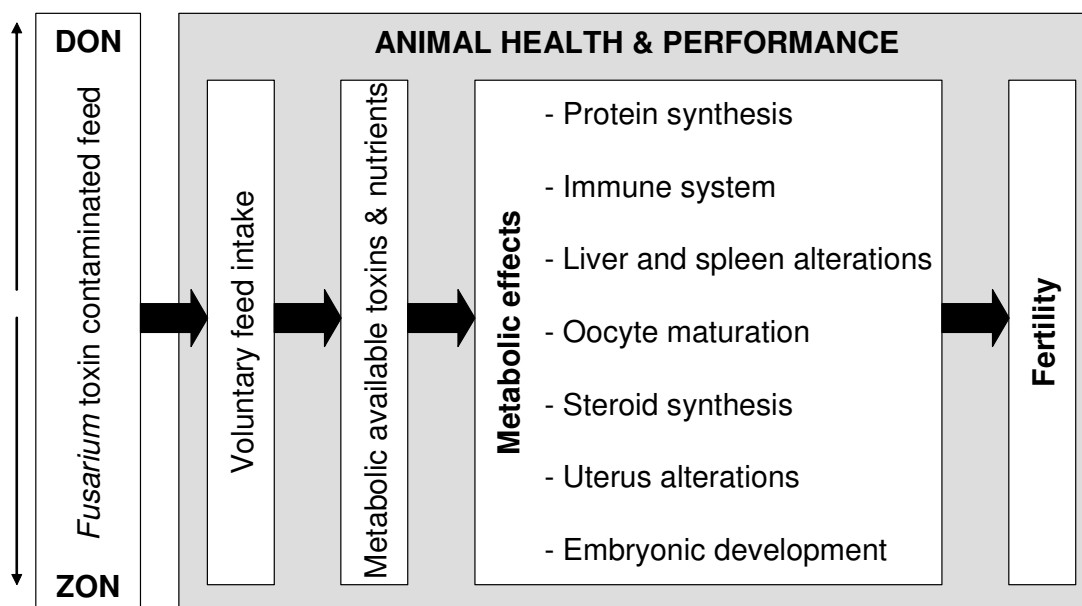 DON
Fusarium toxin contaminated feed
ZON
ANIMAL HEALTH & PERFORMANCE
Voluntary feed intake
Metabolic available toxins & nutrients
Metabolic effects
- Protein synthesis
- Immune system
- Liver and spleen alterations
- Oocyte maturation
- Steroid synthesis
- Uterus alterations
- Embryonic development
Fertility